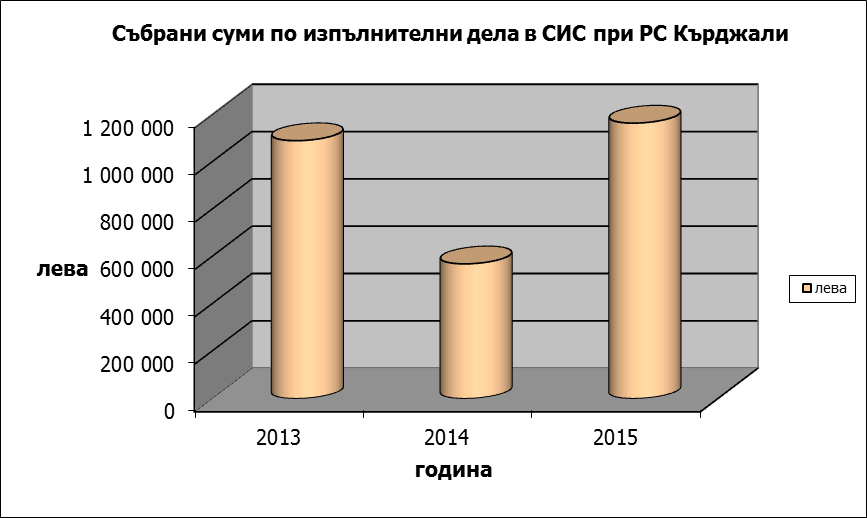 Събрани суми по изпълнителни дела в СИС при РС Кърджали
1 200 000
1 000 000
800 000
лева 600 000
400 000
200 000
0
2013 2014 2015
година
лева